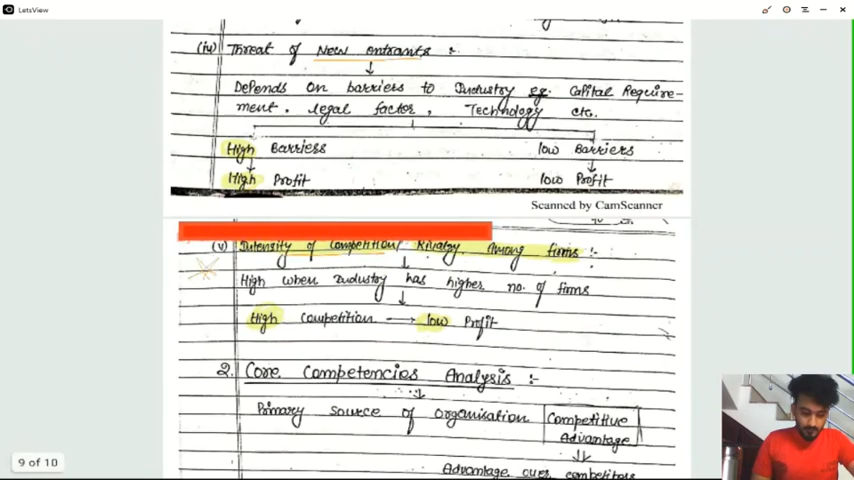 LetsView
(iv) Threat of New entrants :-
Depends on barriers to Industry eg. Capital Require-
ment, legal factor, Technology etc.
High Barriess low Barriers
High Profit low Profit
Scanned by CamScanner
(v) Intensity of Competition/ Rivalry Among firms :-
High when Industry has higher no. of firms
High Competition → low Profit
2. Core Competencies Analysis :-
Primary source of Organisation Competitive
Advantage
Advantage over competitors
9 of 10